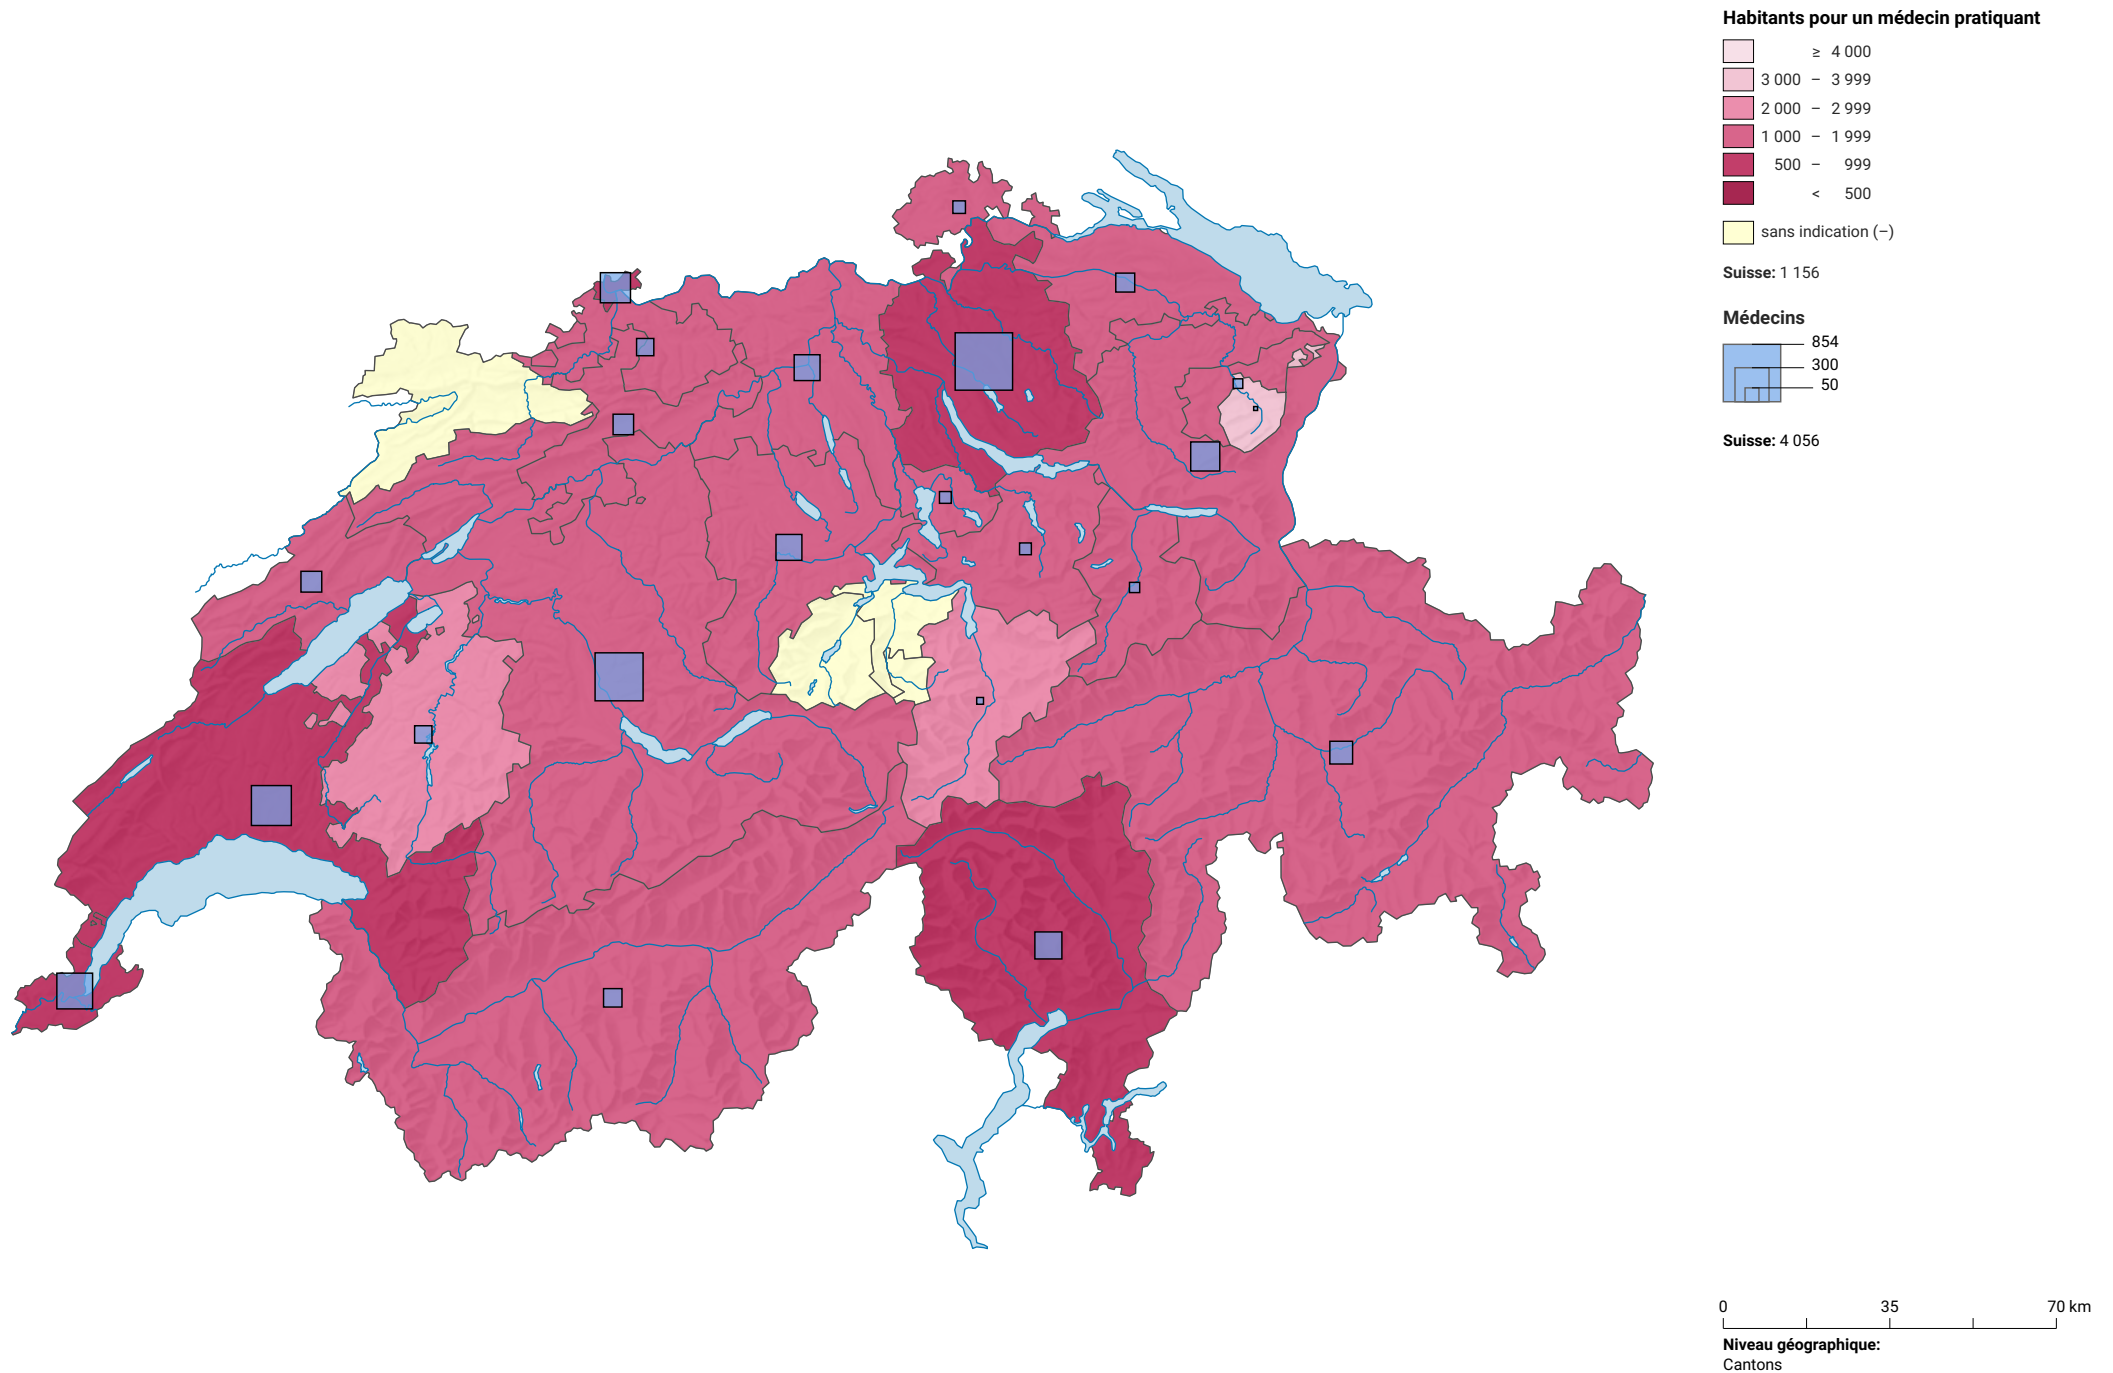 Habitants pour un médecin pratiquant
≥ 4 000
3 000 – 3 999
2 000 – 2 999
1 000 – 1 999
500 – 999
< 500
sans indication (–)
Suisse: 1 156
Médecins
854
300
50
Suisse: 4 056
0 35 70 km
Niveau géographique:
Cantons